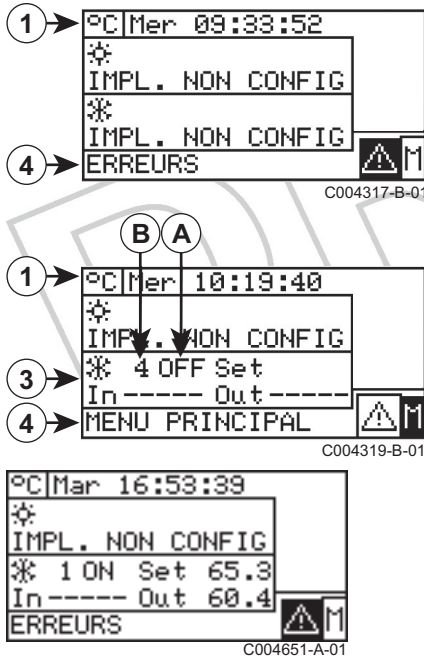 1
°C Mer 09:33:52
IMPL. NON CONFIG
IMPL. NON CONFIG
4
ERREURS
M
C004317-B-01
B A
1
°C Mer 10:19:40
IMPL. NON CONFIG
3
4 OFF Set
In ----- Out -----
4
MENU PRINCIPAL
M
C004319-B-01
°C Mar 16:53:39
IMPL. NON CONFIG
1 ON Set 65.3
In ----- Out 60.4
ERREURS
M
C004651-A-01